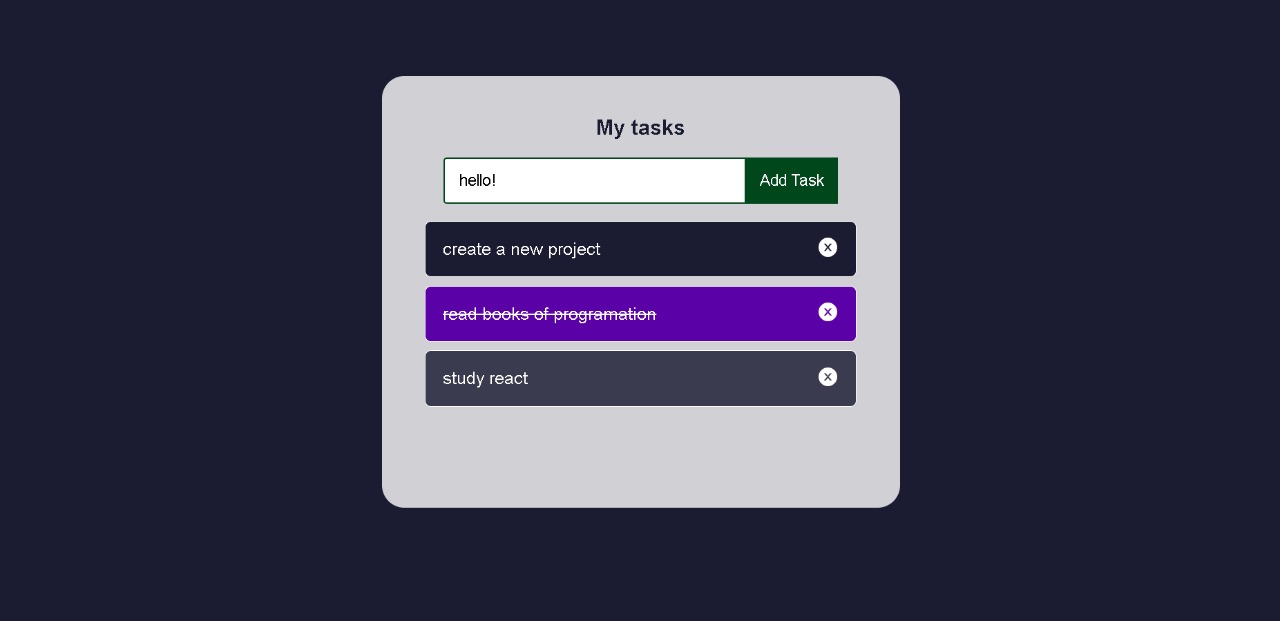 My tasks
hello!
Add Task
create a new project
read books of programation
study react